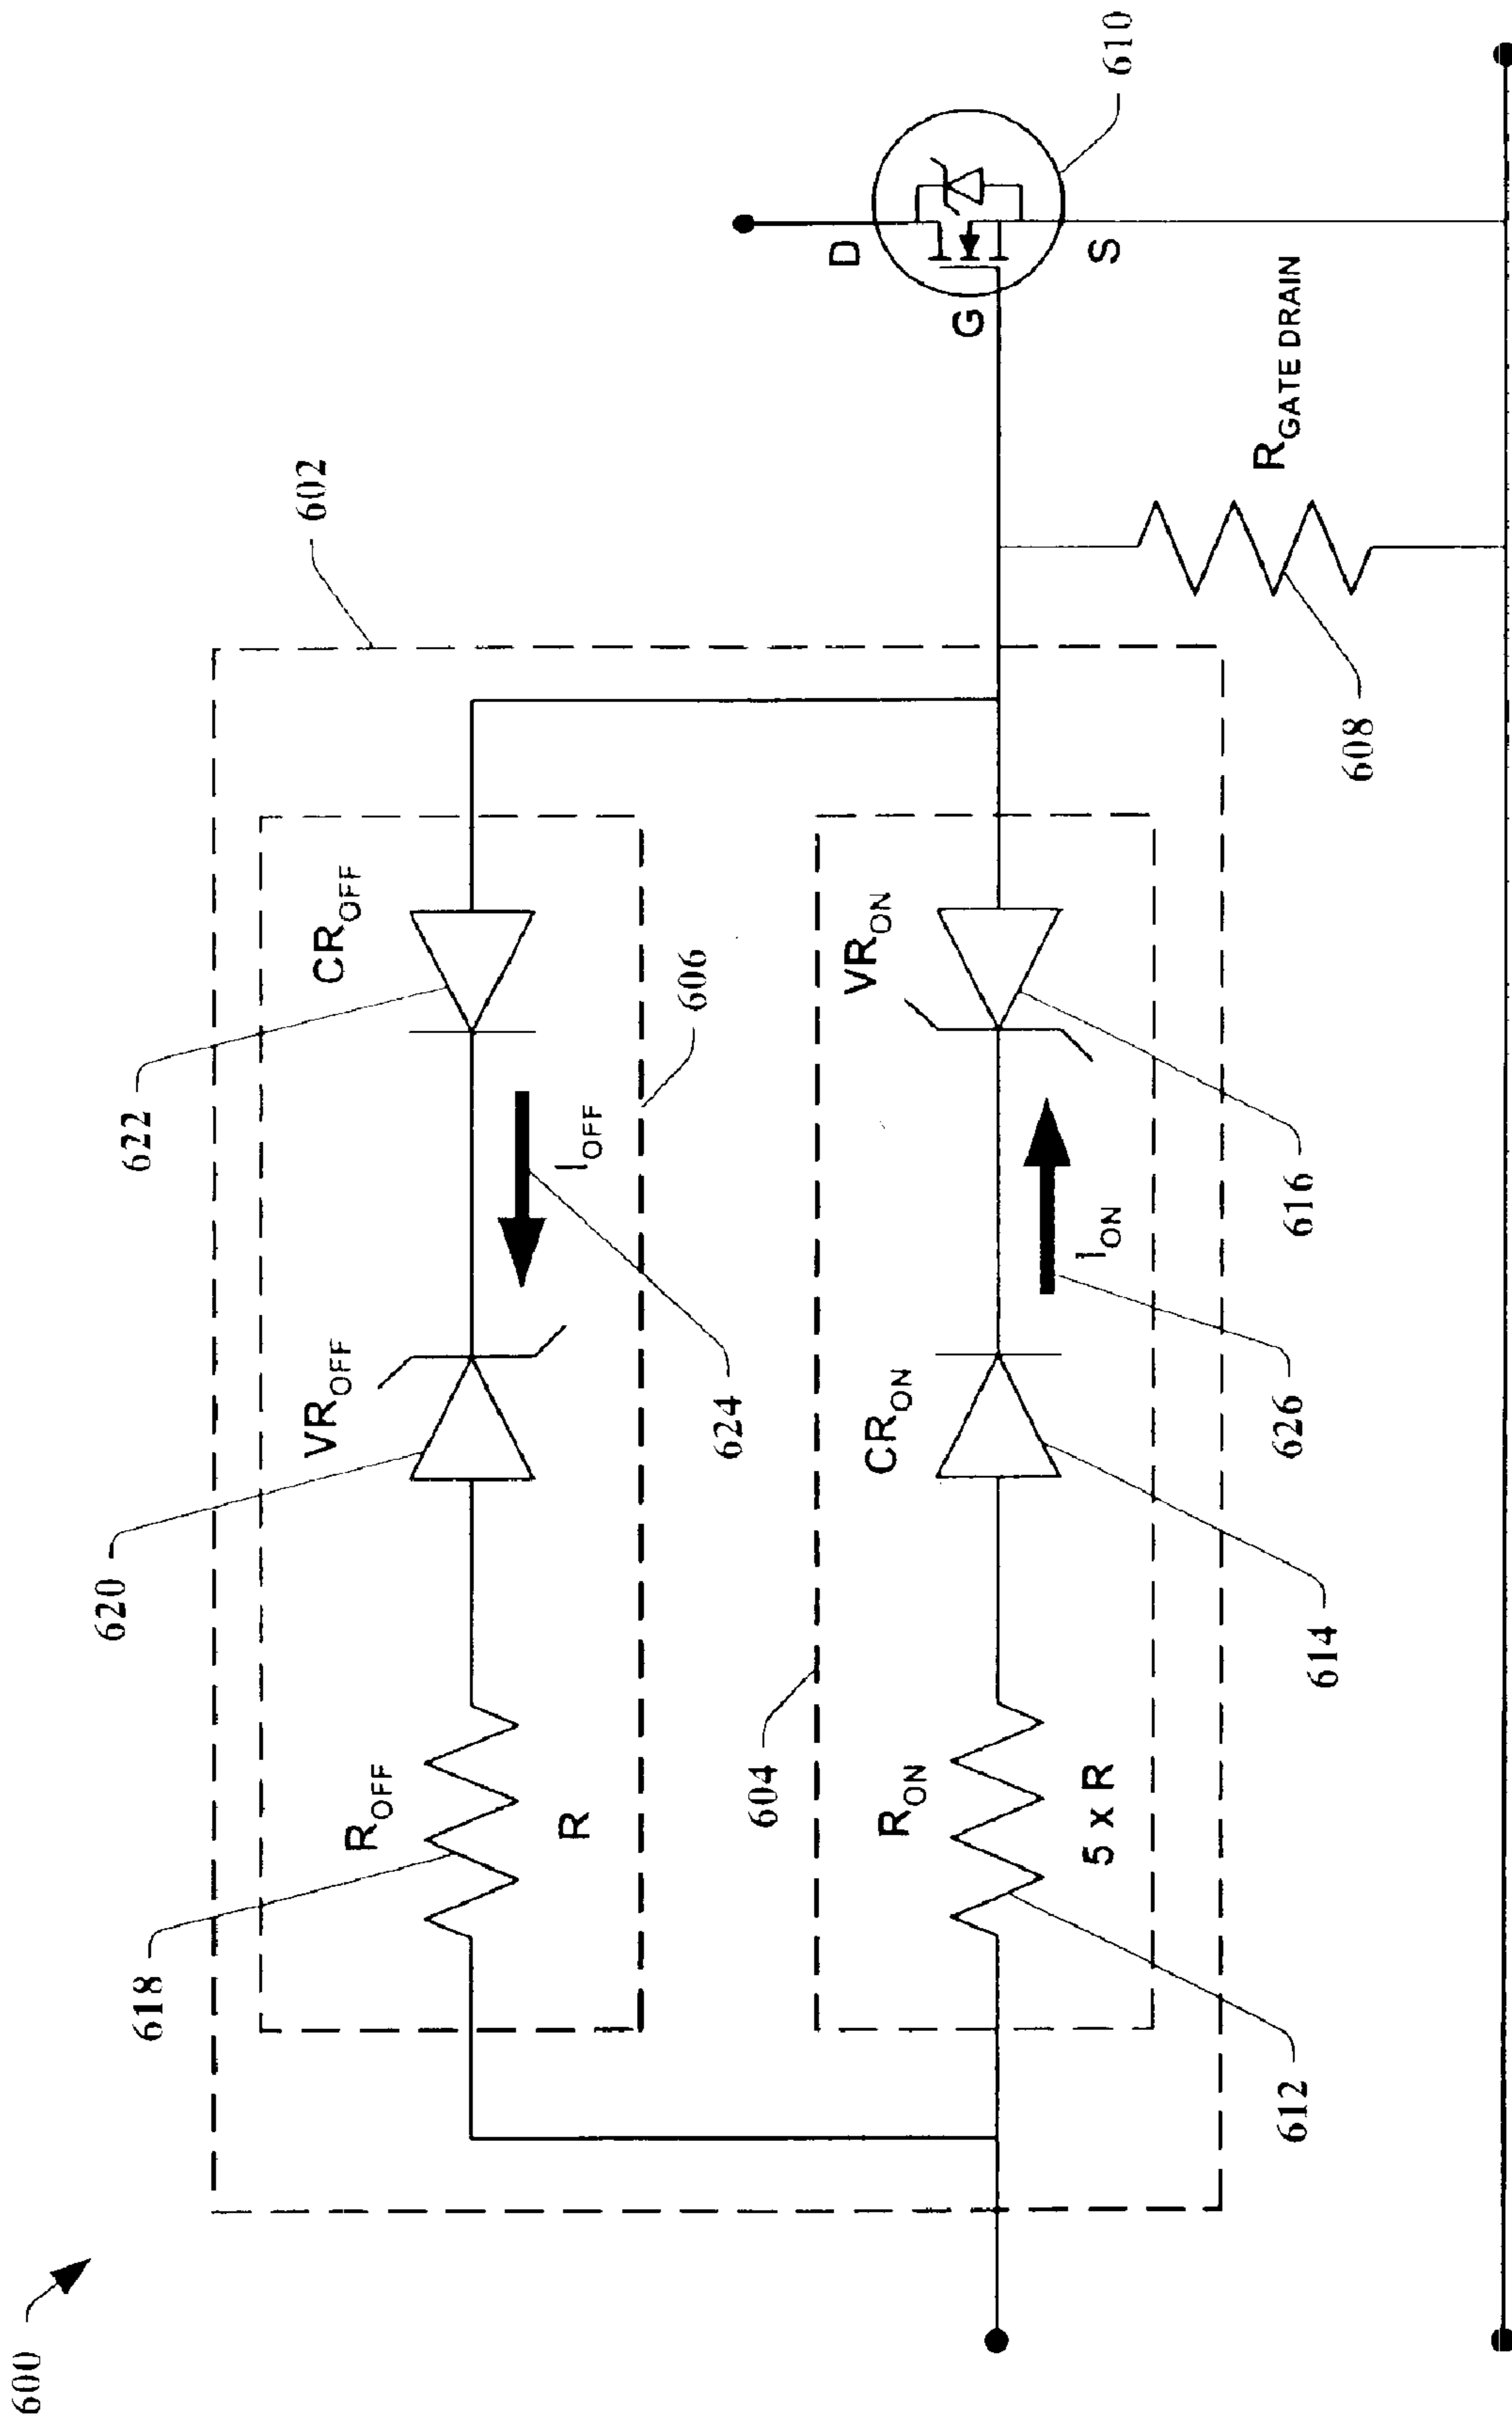 600
602
618
620
622
R_OFF
VR_OFF
CR_OFF
R
I_OFF
606
624
604
R_ON
CR_ON
VR_ON
5 x R
I_ON
612
614
626
616
608
R_GATE DRAIN
D
G
S
610